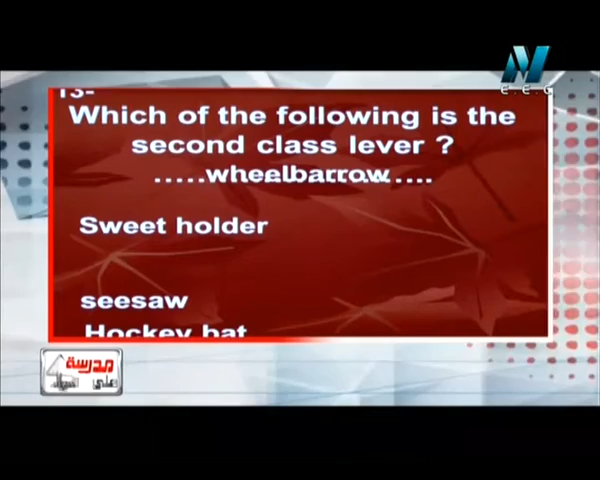 E.E.G
13-
Which of the following is the
second class lever ?
.....wheelbarrow....
Sweet holder
seesaw
Hockey bat
مدرسة
على الهواء